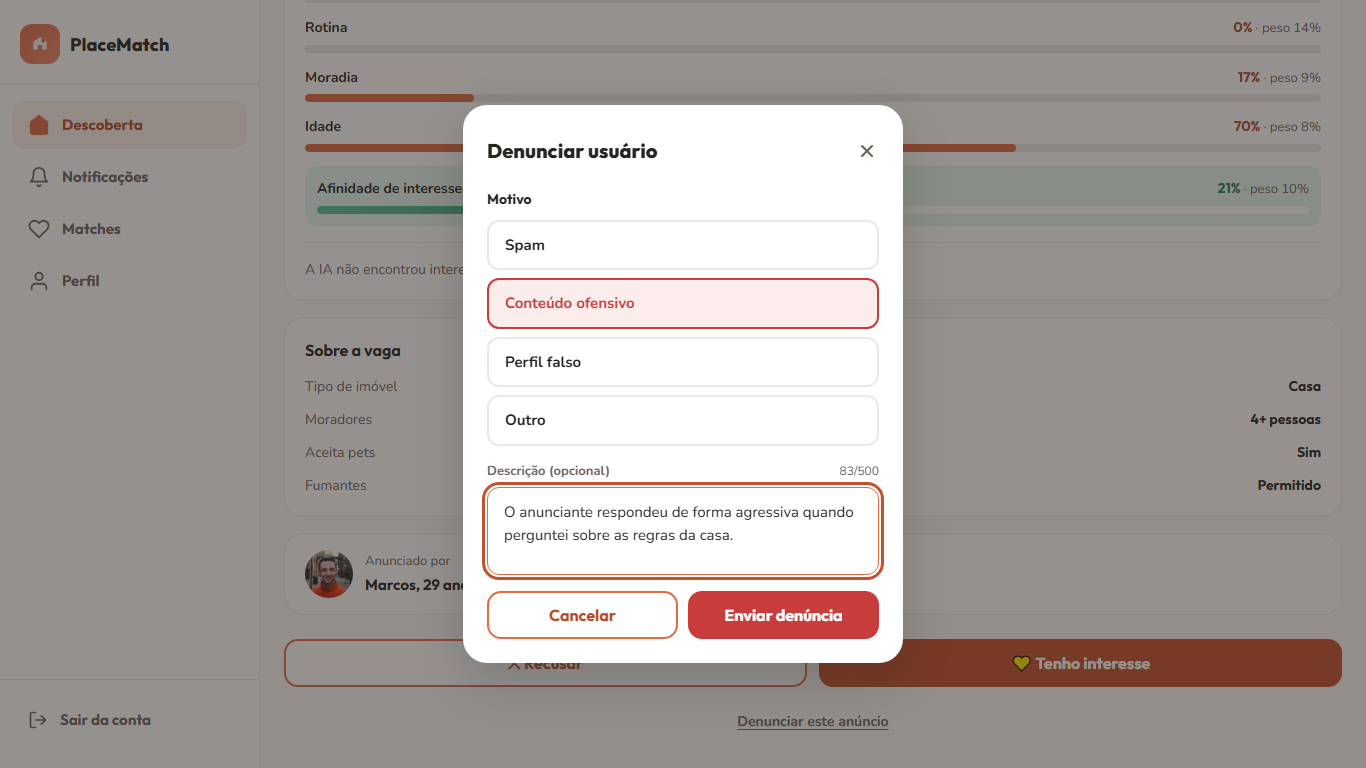 PlaceMatch
Descoberta
Notificações
Matches
Perfil
Sair da conta
Rotina
0% · peso 14%
Moradia
17% · peso 9%
Idade
70% · peso 8%
Afinidade de interesses
21% · peso 10%
A IA não encontrou
Sobre a vaga
Tipo de imóvel
Casa
Moradores
4+ pessoas
Aceita pets
Sim
Fumantes
Permitido
Anunciado por
Marcos, 29
Recusar
Tenho interesse
Denunciar este anúncio
Denunciar usuário
Motivo
Spam
Conteúdo ofensivo
Perfil falso
Outro
Descrição (opcional)
83/500
O anunciante respondeu de forma agressiva quando
perguntei sobre as regras da casa.
Cancelar
Enviar denúncia